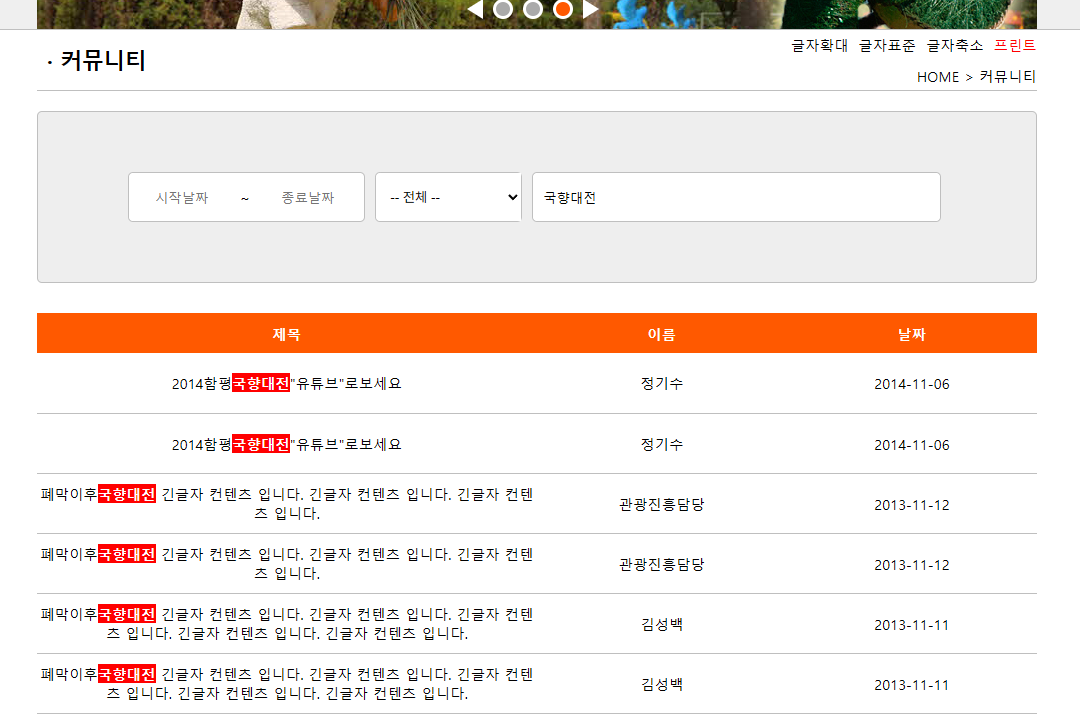 글자확대 글자표준 글자축소 프린트
· 커뮤니티
HOME > 커뮤니티
시작날짜 ~ 종료날짜 -- 전체 -- 국향대전
제목 이름 날짜
2014함평국향대전"유튜브"로보세요 정기수 2014-11-06
2014함평국향대전"유튜브"로보세요 정기수 2014-11-06
폐막이후국향대전 긴글자 컨텐츠 입니다. 긴글자 컨텐츠 입니다. 긴글자 컨텐
츠 입니다.
관광진흥담당 2013-11-12
폐막이후국향대전 긴글자 컨텐츠 입니다. 긴글자 컨텐츠 입니다. 긴글자 컨텐
츠 입니다.
관광진흥담당 2013-11-12
폐막이후국향대전 긴글자 컨텐츠 입니다. 긴글자 컨텐츠 입니다. 긴글자 컨텐
츠 입니다. 긴글자 컨텐츠 입니다. 긴글자 컨텐츠 입니다.
김성백 2013-11-11
폐막이후국향대전 긴글자 컨텐츠 입니다. 긴글자 컨텐츠 입니다. 긴글자 컨텐
츠 입니다. 긴글자 컨텐츠 입니다. 긴글자 컨텐츠 입니다.
김성백 2013-11-11